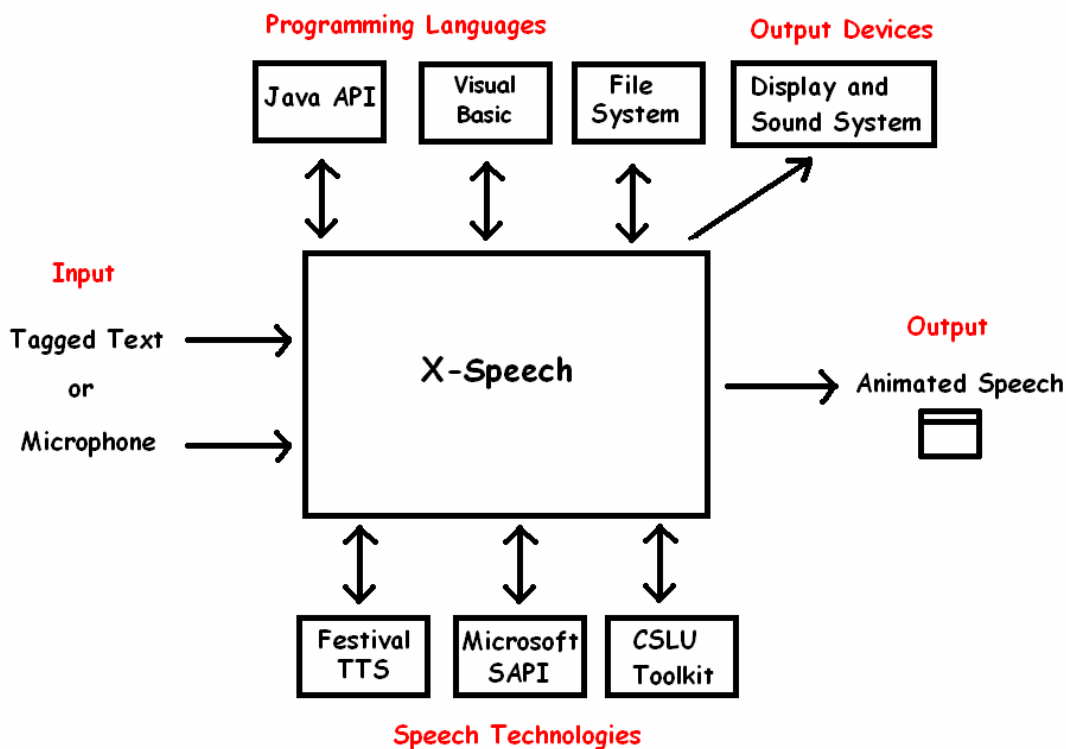 Programming Languages
Output Devices
Java API
Visual
Basic
File
System
Display and
Sound System
Input
Tagged Text
or
Microphone
X-Speech
Output
Animated Speech
Festival
TTS
Microsoft
SAPI
CSLU
Toolkit
Speech Technologies